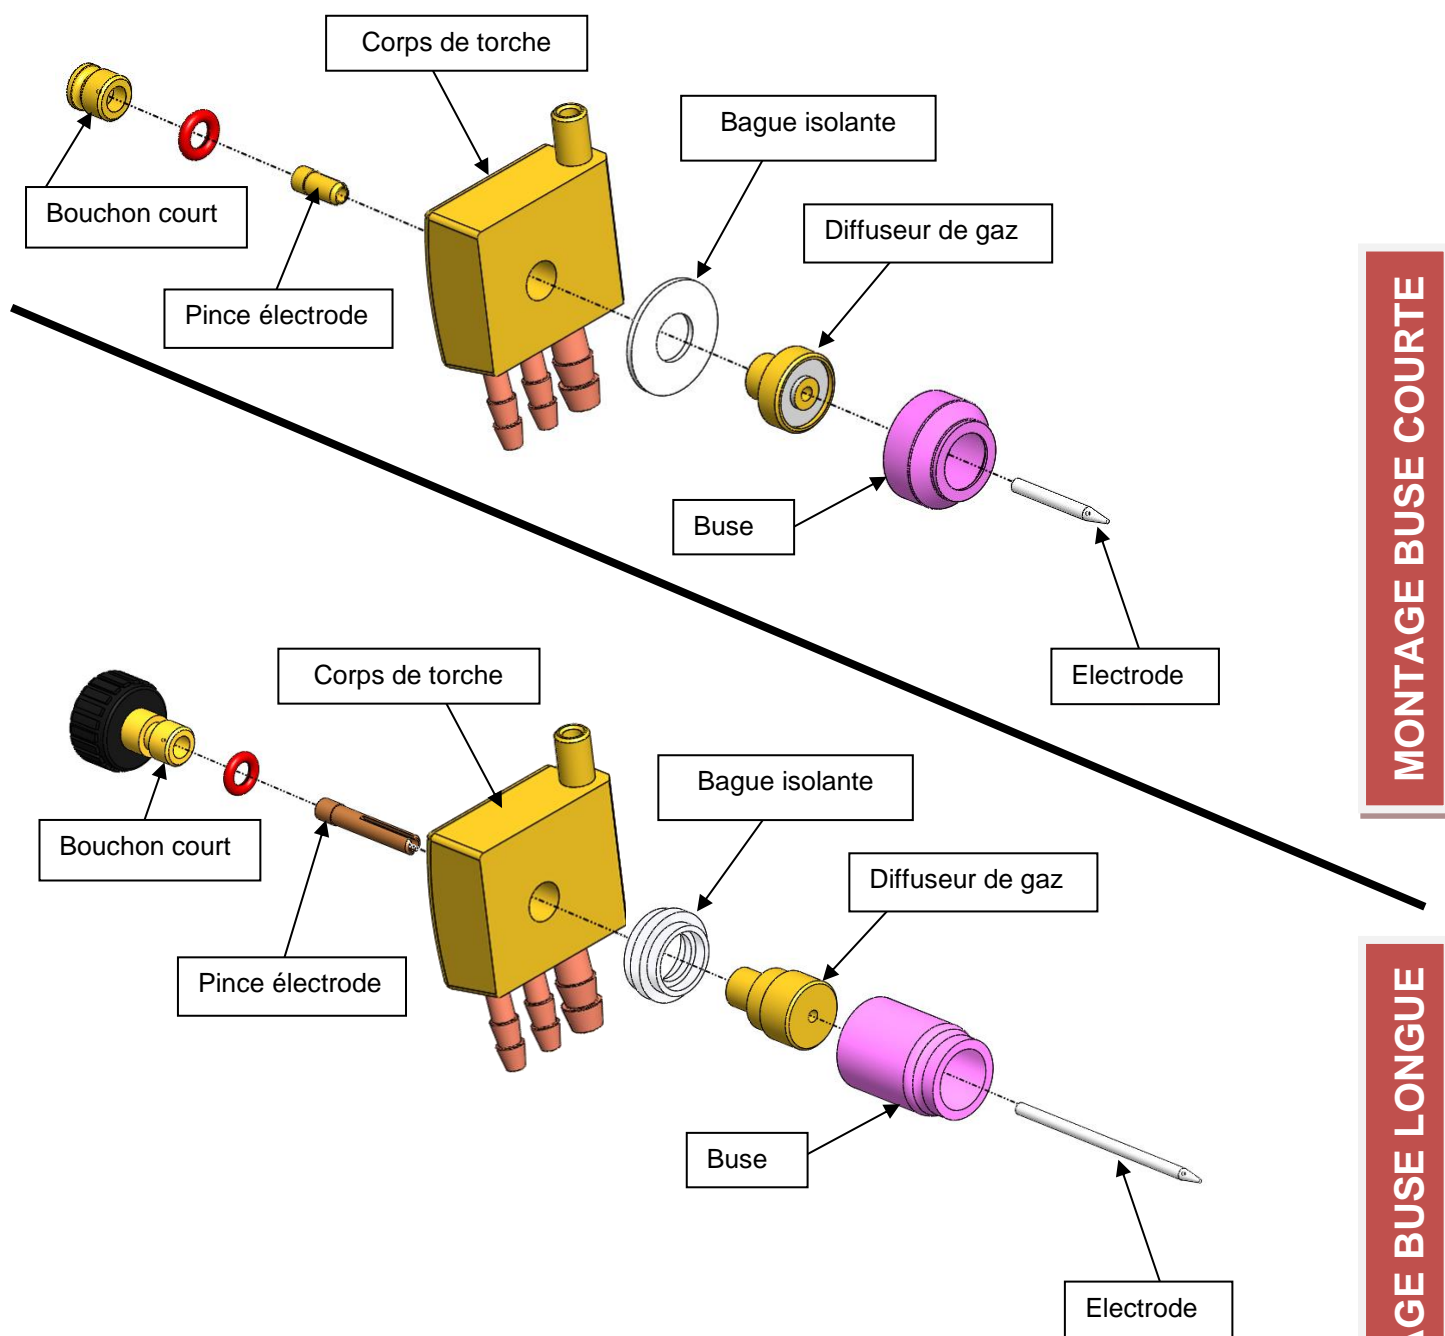 Corps de torche
Bague isolante
Bouchon court
Diffuseur de gaz
Pince électrode
Buse
Electrode
MONTAGE BUSE COURTE
Corps de torche
Bague isolante
Bouchon court
Diffuseur de gaz
Pince électrode
Buse
Electrode
AGE BUSE LONGUE